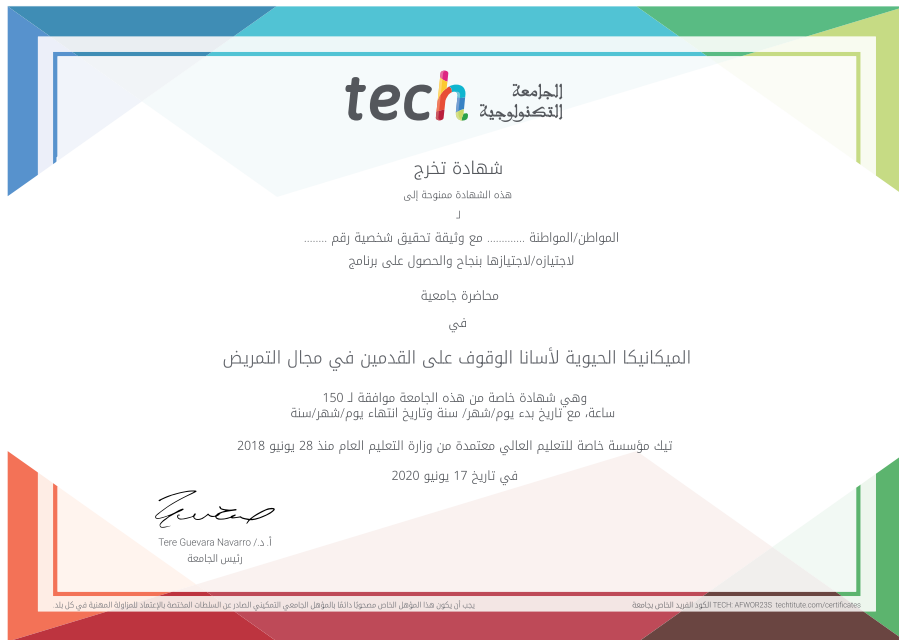 tech الجامعة
التكنولوجية
شهادة تخرج
هذه الشهادة ممنوحة إلى
لـ
المواطن/المواطنة ............ مع وثيقة تحقيق شخصية رقم ........
لاجتيازه/لاجتيازها بنجاح والحصول على برنامج
محاضرة جامعية
في
الميكانيكا الحيوية لأسانا الوقوف على القدمين في مجال التمريض
وهي شهادة خاصة من هذه الجامعة موافقة لـ 150
ساعة، مع تاريخ بدء يوم/شهر/ سنة وتاريخ انتهاء يوم/شهر/سنة
تيك مؤسسة خاصة للتعليم العالي معتمدة من وزارة التعليم العام منذ 28 يونيو 2018
في تاريخ 17 يونيو 2020
أ.د./ Tere Guevara Navarro
رئيس الجامعة
يجب أن يكون هذا المؤهل الخاص مصحوبًا دائمًا بالمؤهل الجامعي التمكيني الصادر عن السلطات المختصة بالإعتماد للمزاولة المهنية في كل بلد.
الكود الفريد الخاص بجامعة TECH: AFWOR23S techtitute.com/certificates